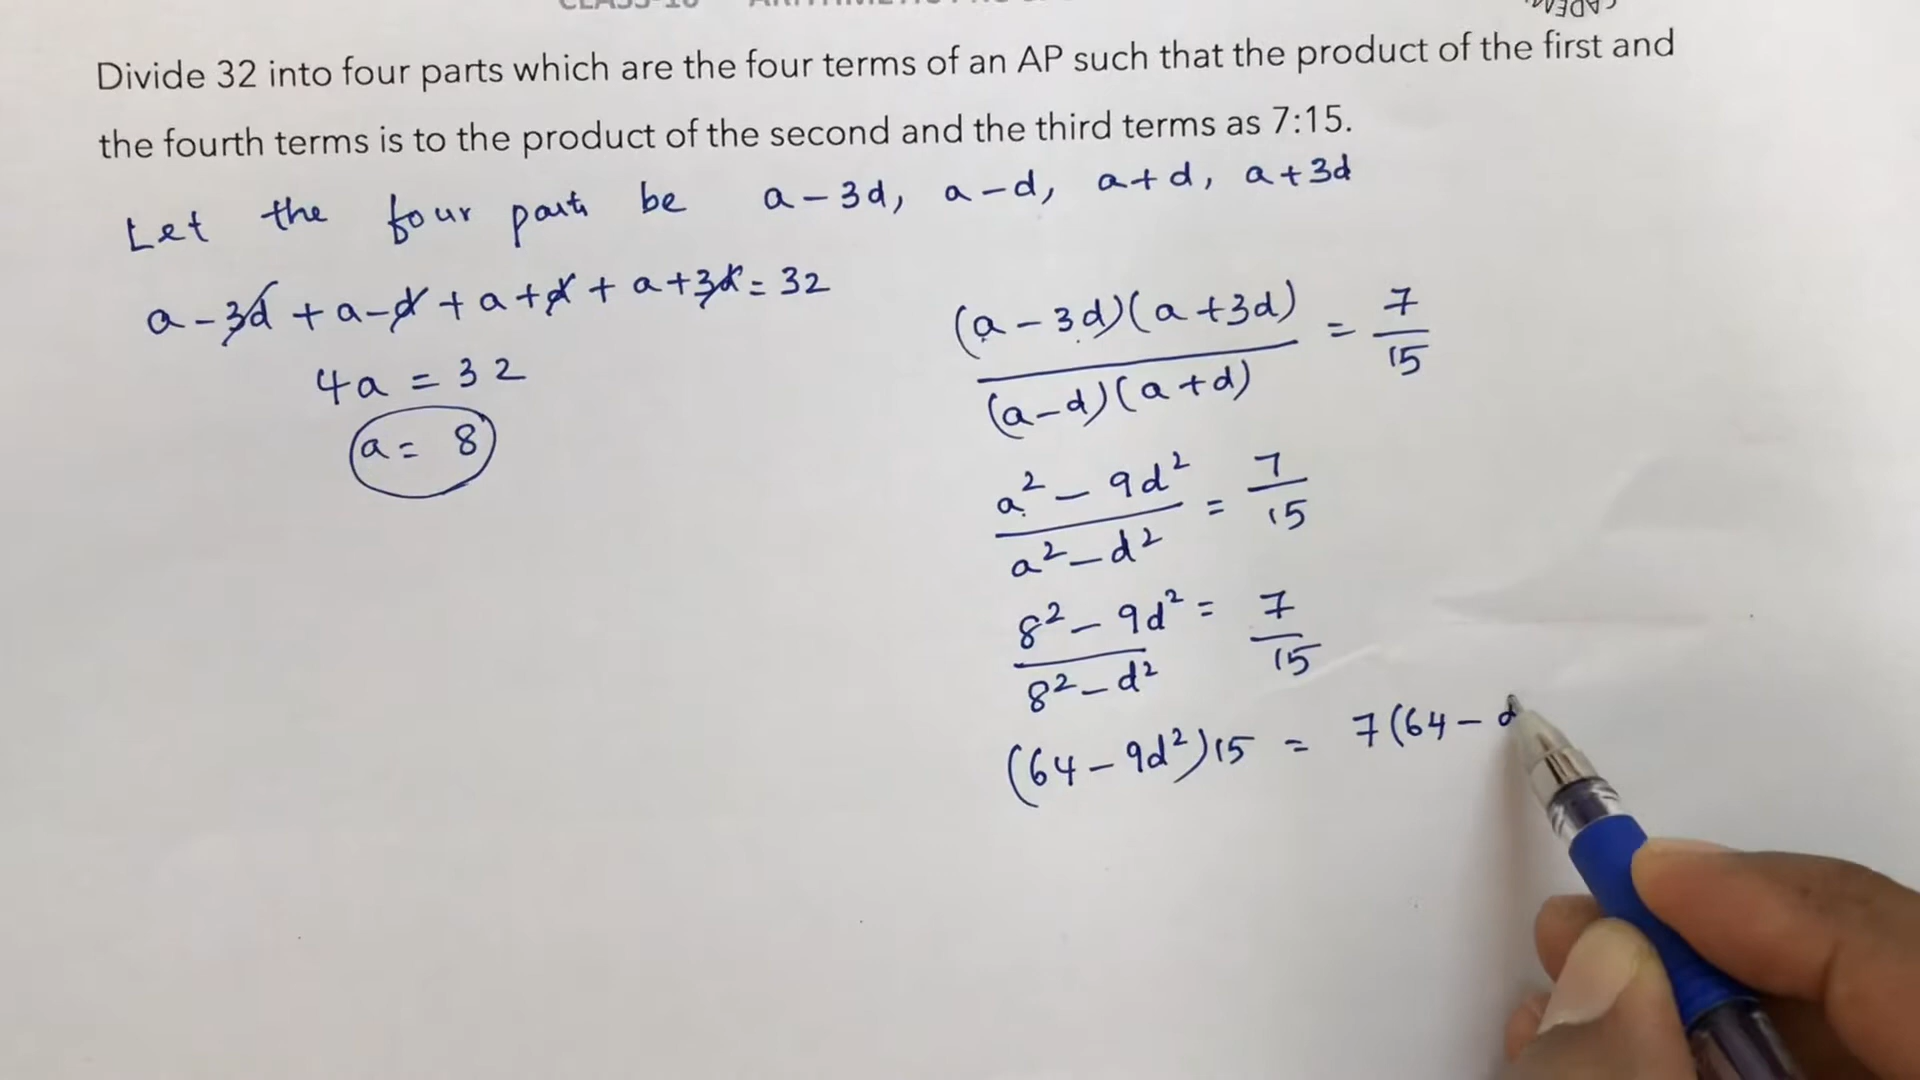 Divide 32 into four parts which are the four terms of an AP such that the product of the first and
the fourth terms is to the product of the second and the third terms as 7:15.
Let the four parts be a - 3d, a - d, a + d, a + 3d
a - 3d + a - d + a + d + a + 3d = 32
4a = 32
a = 8
(a - 3d)(a + 3d) / (a - d)(a + d) = 7/15
a² - 9d² / a² - d² = 7/15
8² - 9d² / 8² - d² = 7/15
(64 - 9d²)15 = 7(64 - d